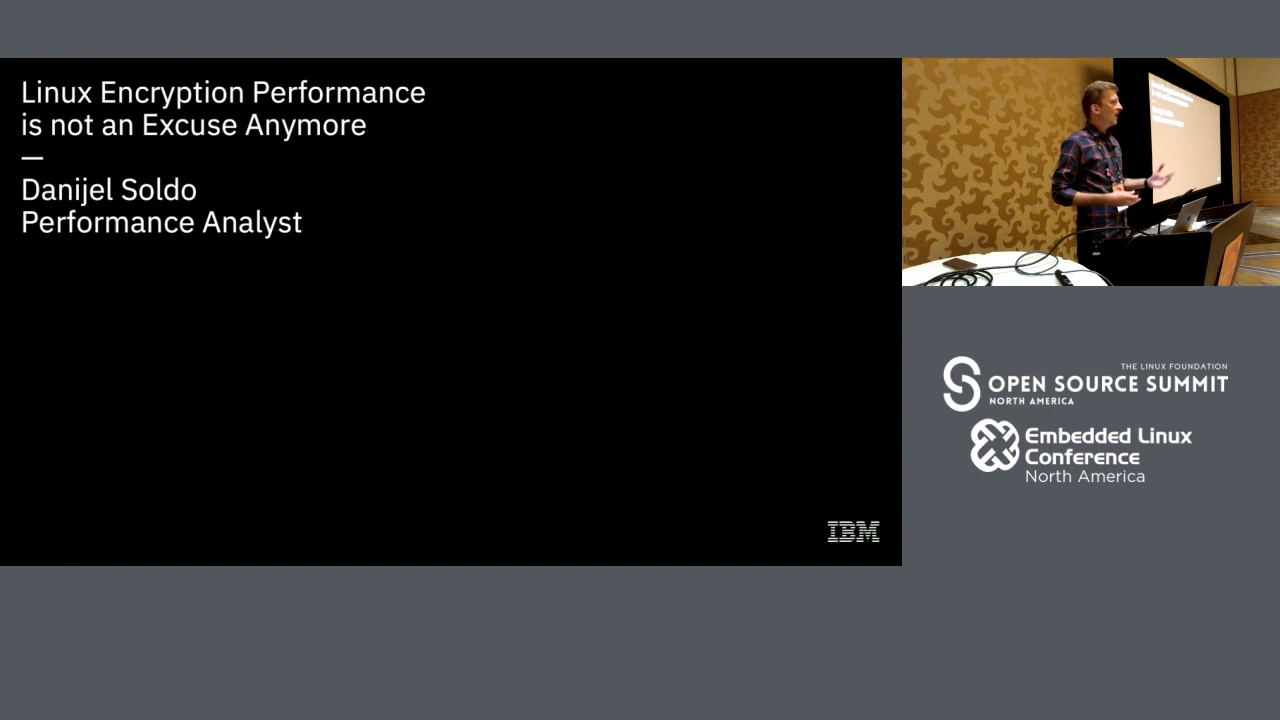 Linux Encryption Performance
is not an Excuse Anymore
—
Danijel Soldo
Performance Analyst
IBM
THE LINUX FOUNDATION
OPEN SOURCE SUMMIT
NORTH AMERICA
Embedded Linux
Conference
North America